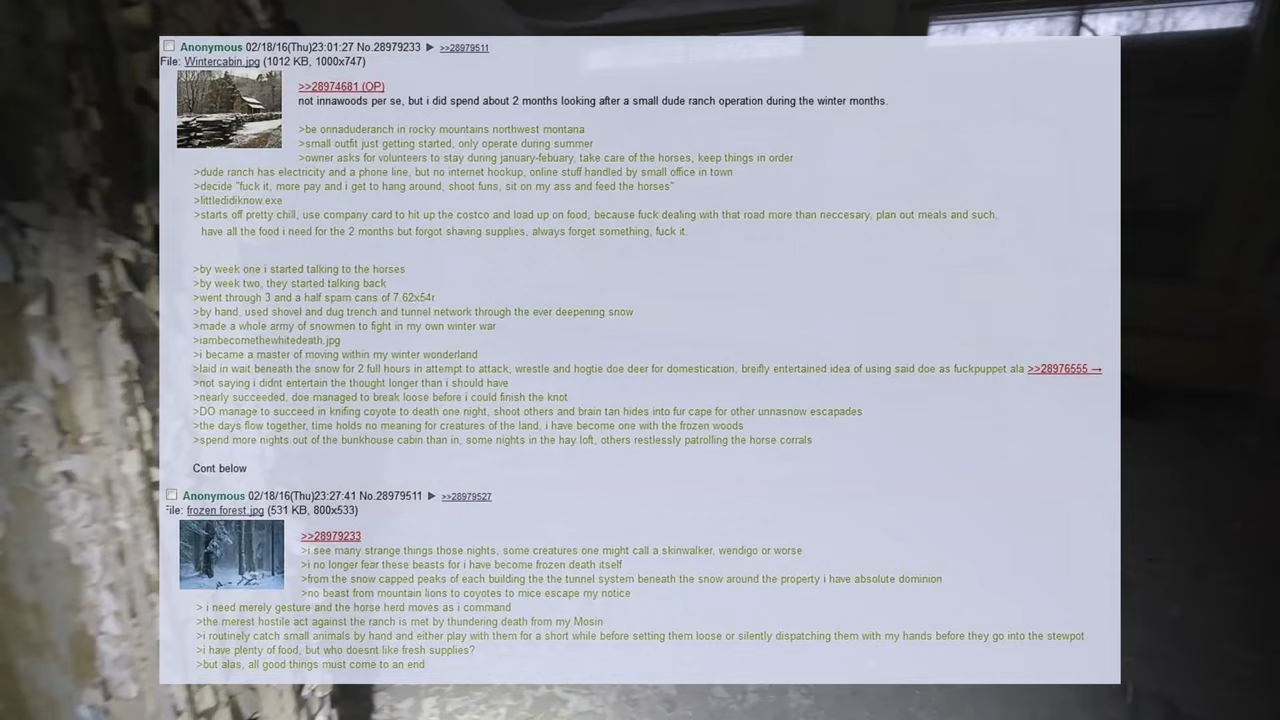 Anonymous 02/18/16(Thu)23:01:27 No.28979233 ▶ >>28979511
File: Wintercabin.jpg (1012 KB, 1000x747)
>>28974681 (OP)
not innawoods per se, but i did spend about 2 months looking after a small dude ranch operation during the winter months.
>be onnaduderanch in rocky mountains northwest montana
>small outfit just getting started, only operate during summer
>owner asks for volunteers to stay during january-febuary, take care of the horses, keep things in order
>dude ranch has electricity and a phone line, but no internet hookup, online stuff handled by small office in town
>decide "fuck it, more pay and i get to hang around, shoot funs, sit on my ass and feed the horses"
>littledidiknow.exe
>starts off pretty chill, use company card to hit up the costco and load up on food, because fuck dealing with that road more than neccesary, plan out meals and such,
have all the food i need for the 2 months but forgot shaving supplies, always forget something, fuck it.
>by week one i started talking to the horses
>by week two, they started talking back
>went through 3 and a half spam cans of 7.62x54r
>by hand, used shovel and dug trench and tunnel network through the ever deepening snow
>made a whole army of snowmen to fight in my own winter war
>iambecomethewhitedeath.jpg
>i became a master of moving within my winter wonderland
>laid in wait beneath the snow for 2 full hours in attempt to attack, wrestle and hogtie doe deer for domestication, breifly entertained idea of using said doe as fuckpuppet ala >>28976555 →
>not saying i didnt entertain the thought longer than i should have
>nearly succeeded, doe managed to break loose before i could finish the knot
>DO manage to succeed in knifing coyote to death one night, shoot others and brain tan hides into fur cape for other unnasnow escapades
>the days flow together, time holds no meaning for creatures of the land, i have become one with the frozen woods
>spend more nights out of the bunkhouse cabin than in, some nights in the hay loft, others restlessly patrolling the horse corrals
Cont below
Anonymous 02/18/16(Thu)23:27:41 No.28979511 ▶ >>28979527
File: frozen forest.jpg (531 KB, 800x533)
>>28979233
>i see many strange things those nights, some creatures one might call a skinwalker, wendigo or worse
>i no longer fear these beasts for i have become frozen death itself
>from the snow capped peaks of each building the the tunnel system beneath the snow around the property i have absolute dominion
>no beast from mountain lions to coyotes to mice escape my notice
> i need merely gesture and the horse herd moves as i command
>the merest hostile act against the ranch is met by thundering death from my Mosin
>i routinely catch small animals by hand and either play with them for a short while before setting them loose or silently dispatching them with my hands before they go into the stewpot
>i have plenty of food, but who doesnt like fresh supplies?
>but alas, all good things must come to an end